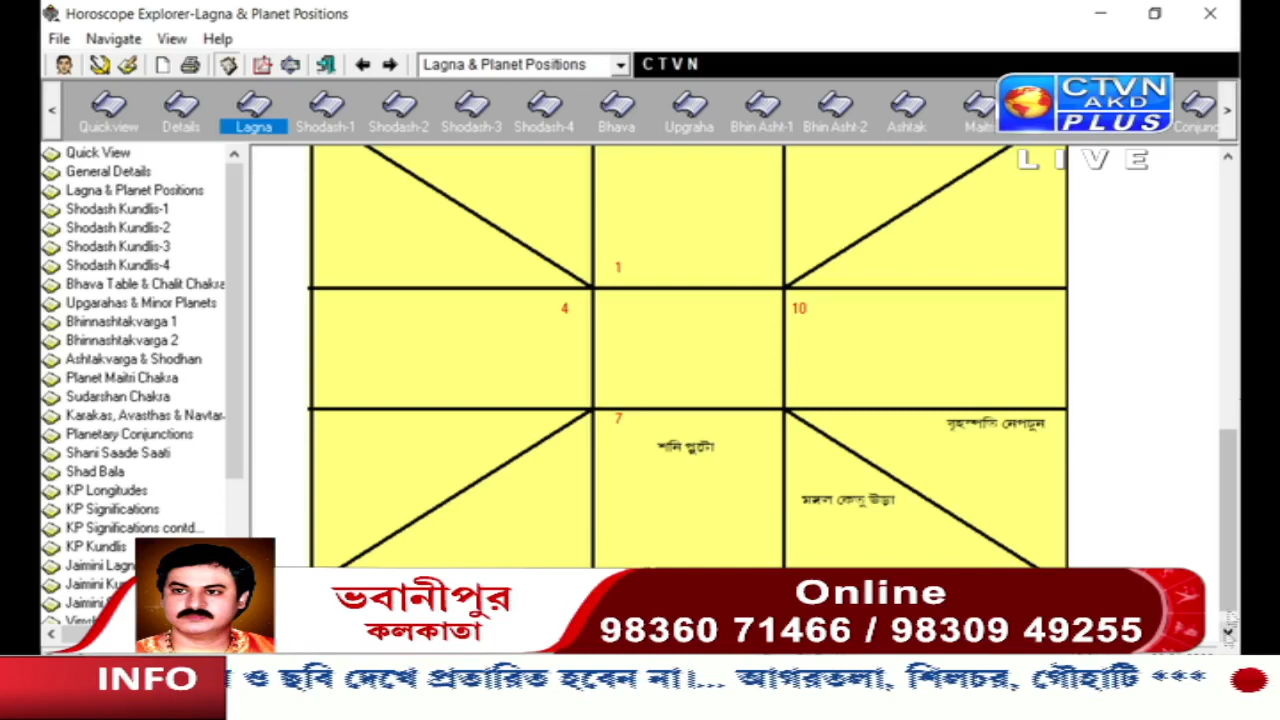 Horoscope Explorer-Lagna & Planet Positions
File Navigate View Help
Lagna & Planet Positions
CTVN
Quickview Details Lagna Shodash-1 Shodash-2 Shodash-3 Shodash-4 Bhava Upgraha Bhin Asht-1 Bhin Asht-2 Ashtak
CTVN
AKD
PLUS
LIVE
Quick View
General Details
Lagna & Planet Positions
Shodash Kundlis-1
Shodash Kundlis-2
Shodash Kundlis-3
Shodash Kundlis-4
Bhava Table & Chalit Chakra
Upgarahas & Minor Planets
Bhinnashtakvarga 1
Bhinnashtakvarga 2
Ashtakvarga & Shodhan
Planet Maitri Chakra
Sudarshan Chakra
Karakas, Avasthas & Navtar
Planetary Conjunctions
Shani Saade Saati
Shad Bala
KP Longitudes
KP Significations
KP Significations contd...
KP Kundlis
1
4
10
7
শনি প্লুটো
বৃহস্পতি নেপচুন
মঙ্গল কেতু
ভবানীপুর
কলকাতা
Online
98360 71466 / 98309 49255
INFO
ও ছবি দেখে প্রতারিত হবেন না।... আগরতলা, শিলচর, গৌহাটি ***